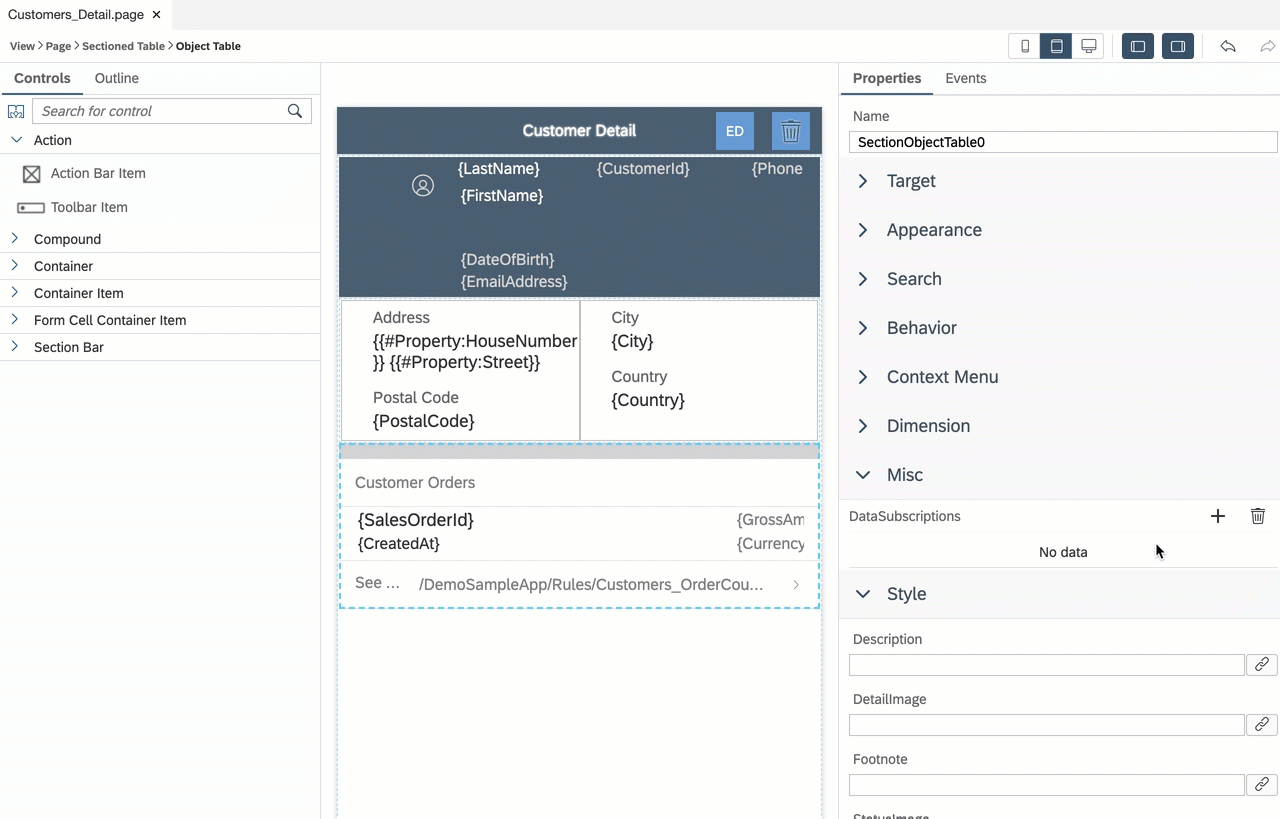 Customers_Detail.page ×
View > Page > Sectioned Table > Object Table
Controls
Outline
Search for control
Action
Action Bar Item
Toolbar Item
Compound
Container
Container Item
Form Cell Container Item
Section Bar
Customer Detail
ED
{LastName}
{CustomerId}
{Phone
{FirstName}
{DateOfBirth}
{EmailAddress}
Address
{{#Property:HouseNumber
}} {{#Property:Street}}
Postal Code
{PostalCode}
City
{City}
Country
{Country}
Customer Orders
{SalesOrderId}
{GrossAm
{CreatedAt}
{Currency
See ...
/DemoSampleApp/Rules/Customers_OrderCou...
Properties
Events
Name
SectionObjectTable0
Target
Appearance
Search
Behavior
Context Menu
Dimension
Misc
DataSubscriptions
No data
Style
Description
DetailImage
Footnote
StatusImage